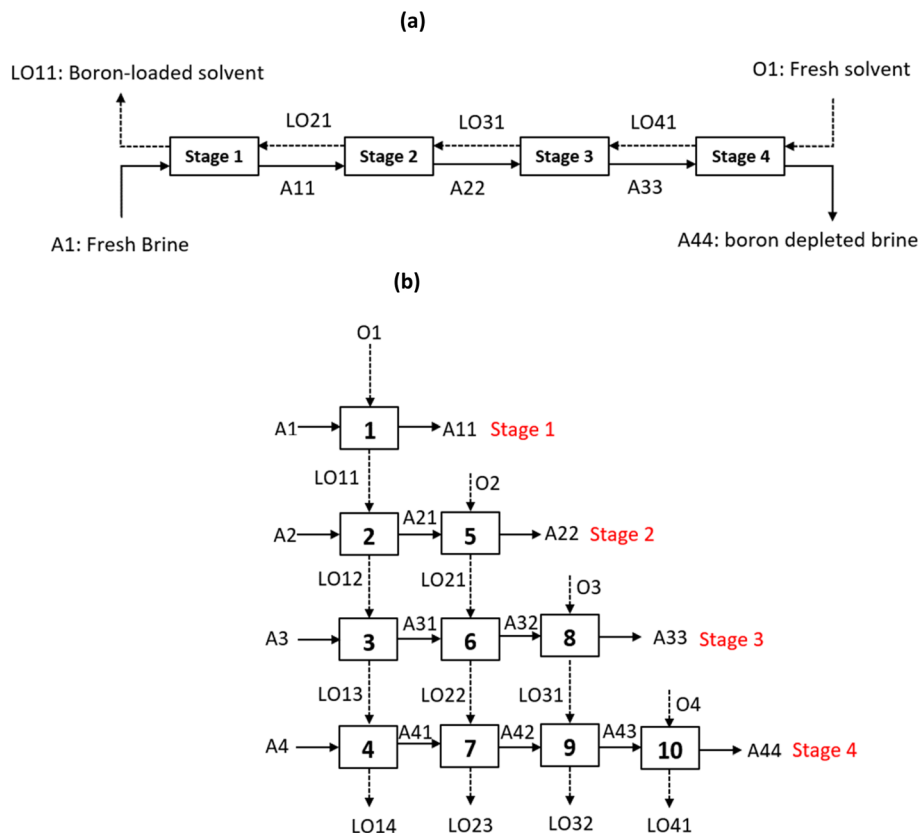 (a)
LO11: Boron-loaded solvent
O1: Fresh solvent
LO21
LO31
LO41
Stage 1
Stage 2
Stage 3
Stage 4
A11
A22
A33
A1: Fresh Brine
A44: boron depleted brine
(b)
O1
A1
1
A11
Stage 1
LO11
O2
A2
2
A21
5
A22
Stage 2
LO12
LO21
O3
A3
3
A31
6
A32
8
A33
Stage 3
LO13
LO22
LO31
O4
A4
4
A41
7
A42
9
A43
10
A44
Stage 4
LO14
LO23
LO32
LO41